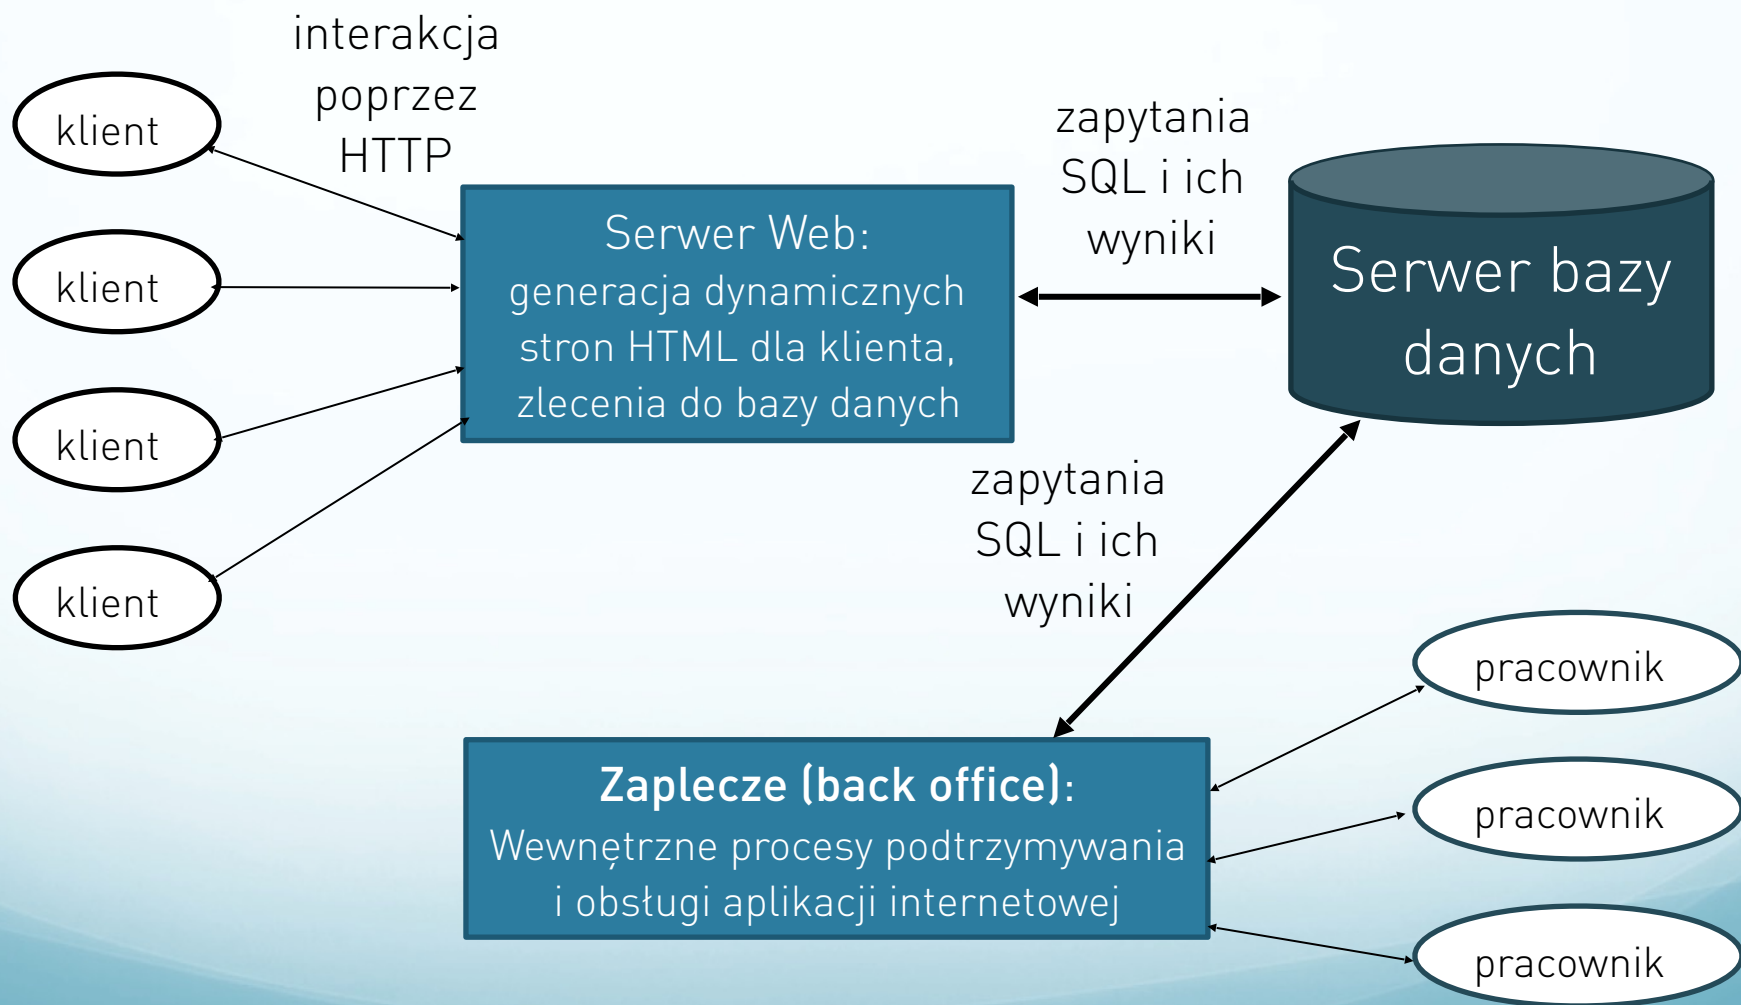 interakcja
poprzez
HTTP
klient
klient
klient
klient
Serwer Web:
generacja dynamicznych
stron HTML dla klienta,
zlecenia do bazy danych
zapytania
SQL i ich
wyniki
Serwer bazy
danych
zapytania
SQL i ich
wyniki
Zaplecze (back office):
Wewnętrzne procesy podtrzymywania
i obsługi aplikacji internetowej
pracownik
pracownik
pracownik